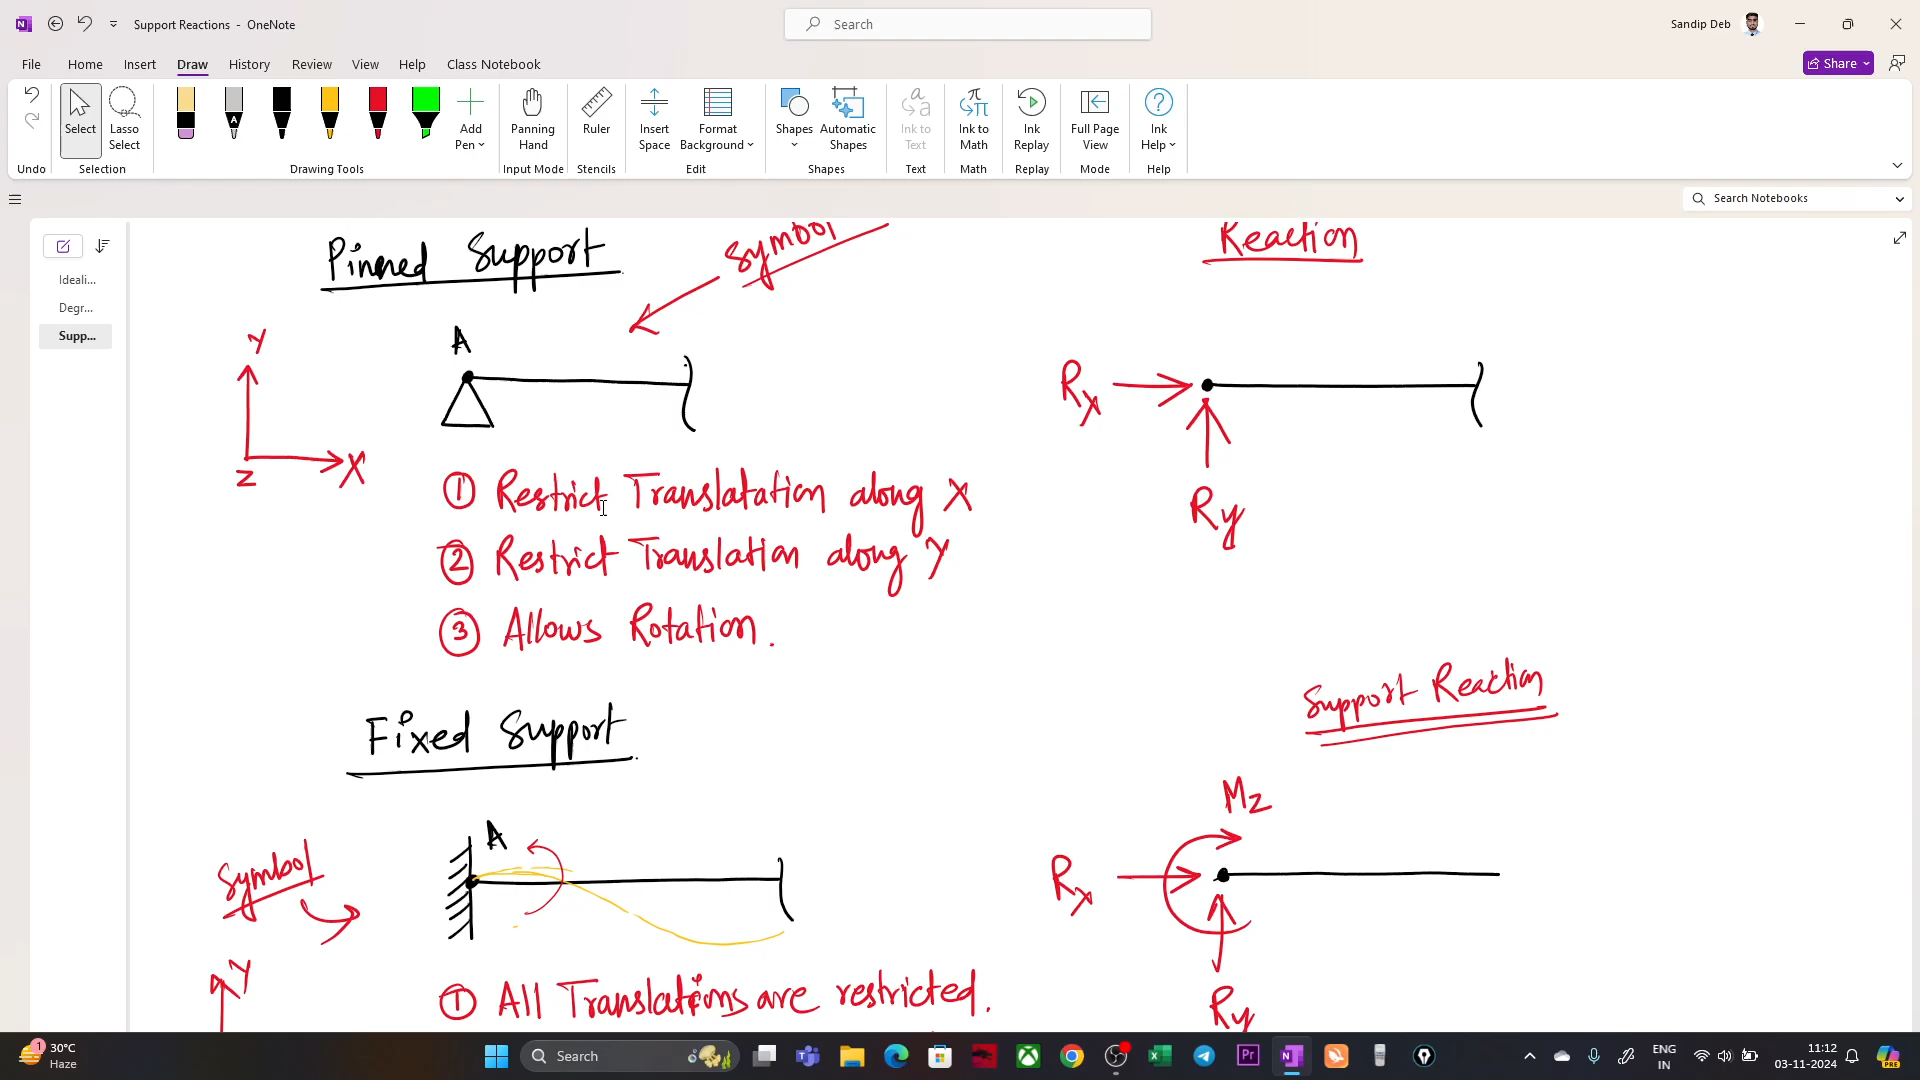 Support Reactions - OneNote
Search
Sandip Deb
File Home Insert Draw History Review View Help Class Notebook
Share
Select
Lasso Select
Add Pen
Panning Hand
Ruler
Insert Space
Format Background
Shapes
Automatic Shapes
Ink to Text
Ink to Math
Ink Replay
Full Page View
Ink Help
Undo Selection Drawing Tools Input Mode Stencils Edit Shapes Text Math Replay Mode Help
Search Notebooks
Ideali...
Degr...
Supp...
Pinned Support
Symbol
Reaction
Y
A
Z
X
Rx
Ry
① Restrict Translatation along X
② Restrict Translation along Y
③ Allows Rotation.
Support Reaction
Fixed Support
Mz
A
Symbol
Rx
Y
Ry
① All Translations are restricted.
1
30°C
Haze
Search
ENG
IN
11:12
03-11-2024